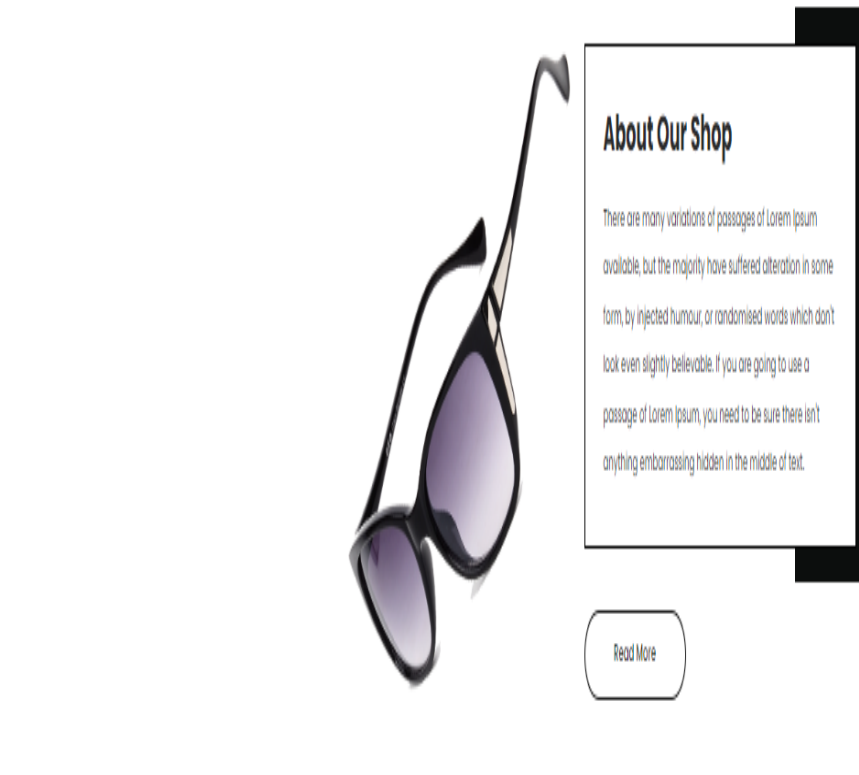 About Our Shop
There are many variations of passages of Lorem Ipsum
available, but the majority have suffered alteration in some
form, by injected humour, or randomised words which don't
look even slightly believable. If you are going to use a
passage of Lorem Ipsum, you need to be sure there isn't
anything embarrassing hidden in the middle of text.
Read More